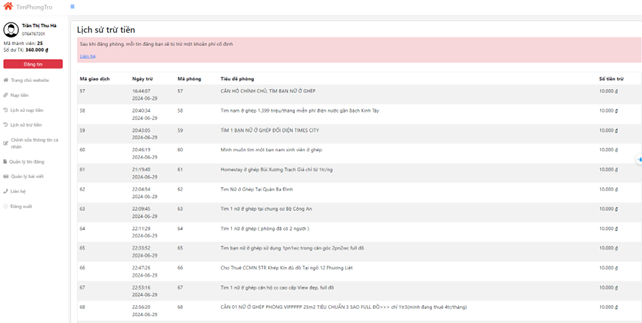 TimPhongTro
Trần Thị Thu Hà
0764767201
Mã thành viên: 25
Số dư TK: 360.000 ₫
Đăng tin
Trang chủ website
Nạp tiền
Lịch sử nạp tiền
Lịch sử trừ tiền
Chỉnh sửa thông tin cá nhân
Quản lý tin đăng
Quản lý bài viết
Liên hệ
Đăng xuất
Lịch sử trừ tiền
Sau khi đăng phòng, mỗi tin đăng bạn sẽ bị trừ một khoản phí cố định
Liên hệ
Mã giao dịch Ngày trừ Mã phòng Tiêu đề phòng Số tiền trừ
57 16:44:07 2024-06-29 57 CĂN HỘ CHÍNH CHỦ, TÌM BẠN NỮ Ở GHÉP 10.000 ₫
58 20:40:34 2024-06-29 58 Tìm nam ở ghép 1,399 triệu/tháng miễn phí điện nước gần Bách Kinh Tây 10.000 ₫
59 20:43:05 2024-06-29 59 TÌM 1 BẠN NỮ Ở GHÉP ĐỐI DIỆN TIMES CITY 10.000 ₫
60 20:46:19 2024-06-29 60 Mình muốn tìm một bạn nam sinh viên ở ghép 10.000 ₫
61 21:19:40 2024-06-29 61 Homestay ở ghép Bùi Xương Trạch Giá chỉ từ 1tr/ng 10.000 ₫
62 22:04:34 2024-06-29 62 Tìm Nữ ở Ghép Tại Quận Ba Đình 10.000 ₫
63 22:09:45 2024-06-29 63 Tìm 1 nữ ở ghép tại chung cư Bộ Công An 10.000 ₫
64 22:11:29 2024-06-29 64 Tìm 1 nữ ở ghép ( phòng đã có 2 người ) 10.000 ₫
65 22:33:52 2024-06-29 65 Tìm bạn nữ ở ghép sử dụng 1pn1wc trong căn góc 2pn2wc full đồ 10.000 ₫
66 22:47:26 2024-06-29 66 Cho Thuê CCMN 5TR Khép Kín đủ đồ Tại ngõ 12 Phương Liệt 10.000 ₫
67 22:53:16 2024-06-29 67 Tìm 1 nữ ở ghép căn hộ cc cao cấp View đẹp, full đồ 10.000 ₫
68 22:56:20 2024-06-29 68 CẦN 01 NỮ Ở GHÉP PHÒNG VIPPPPP 25m2 TIÊU CHUẨN 3 SAO FULL ĐỒ>>> chỉ 1tr3(mình đang thuê 4tr/tháng) 10.000 ₫